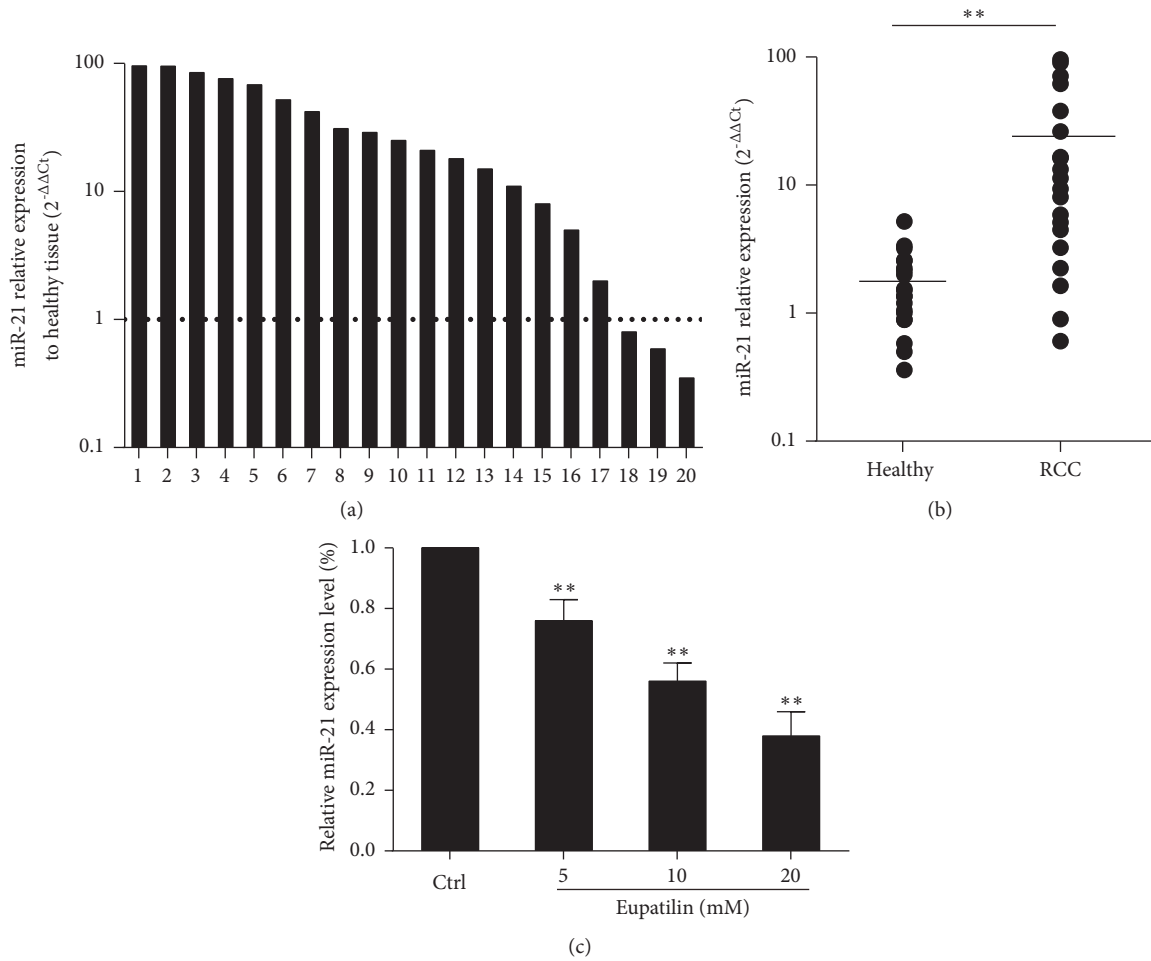 miR-21 relative expression
to healthy tissue (2^-ΔΔCt)
100
10
1
0.1
1 2 3 4 5 6 7 8 9 10 11 12 13 14 15 16 17 18 19 20
(a)
**
miR-21 relative expression (2^-ΔΔCt)
100
10
1
0.1
Healthy RCC
(b)
Relative miR-21 expression level (%)
1.0
0.8
0.6
0.4
0.2
0.0
**
**
**
Ctrl 5 10 20
Eupatilin (mM)
(c)